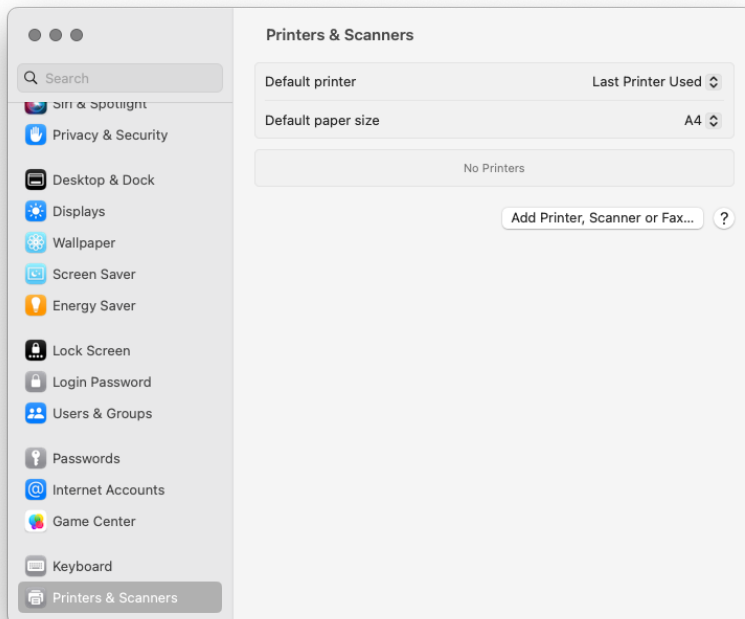 Printers & Scanners
Search
Siri & Spotlight
Privacy & Security
Desktop & Dock
Displays
Wallpaper
Screen Saver
Energy Saver
Lock Screen
Login Password
Users & Groups
Passwords
Internet Accounts
Game Center
Keyboard
Printers & Scanners
Default printer Last Printer Used
Default paper size A4
No Printers
Add Printer, Scanner or Fax... ?